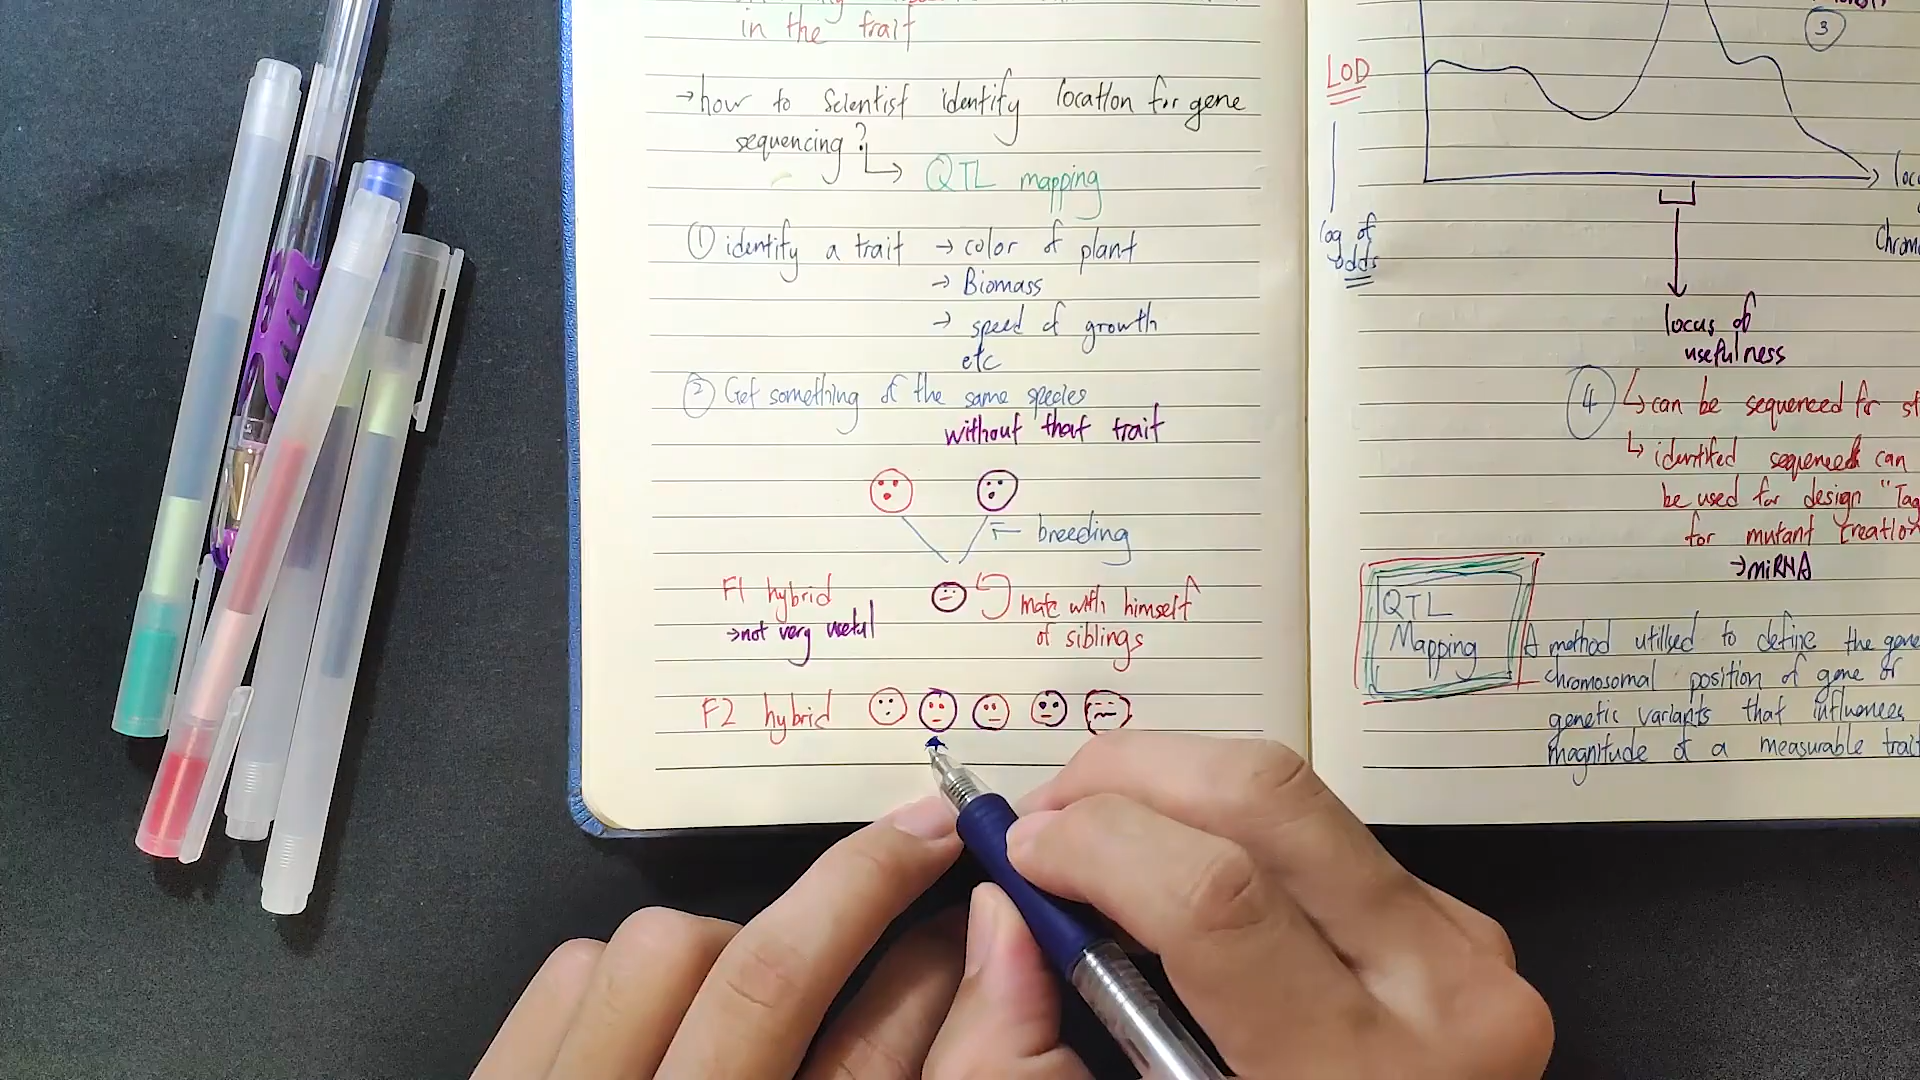 in the trait
→ how to Scientist identify location for gene
sequencing?
QTL mapping
① identify a trait → color of plant
→ Biomass
→ speed of growth
etc
② Get something of the same species
without that trait
← breeding
F1 hybrid
→ not very useful
mate with himself
of siblings
F2 hybrid
③
LOD
log of
odds
locus of
usefulness
④ ↳ can be sequenced for
↳ identified sequenced can
be used for design "Tag
for mutant creation
→ miRNA
QTL
Mapping
A method utilised to define the
chromosomal position of gene or
genetic variants that influences
magnitude of a measurable trait